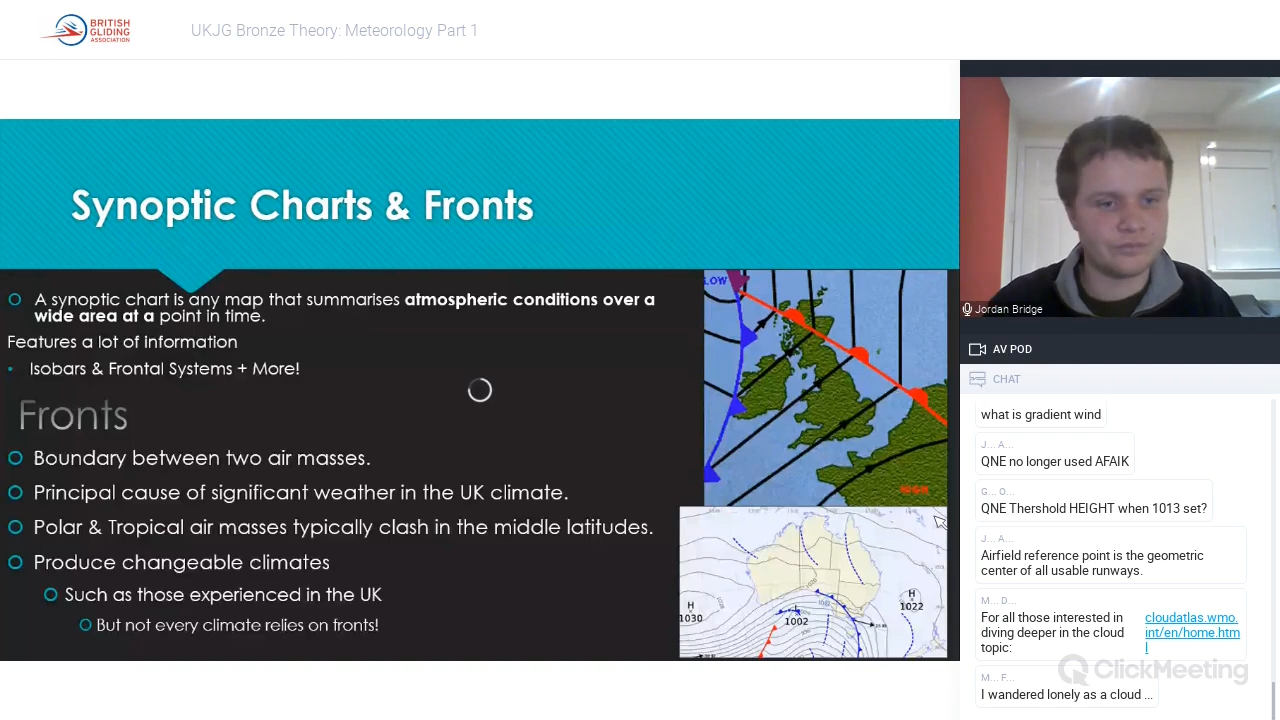 BRITISH
GLIDING
ASSOCIATION
UKJG Bronze Theory: Meteorology Part 1
Synoptic Charts & Fronts
A synoptic chart is any map that summarises atmospheric conditions over a
wide area at a point in time.
Features a lot of information
Isobars & Frontal Systems + More!
Fronts
Boundary between two air masses.
Principal cause of significant weather in the UK climate.
Polar & Tropical air masses typically clash in the middle latitudes.
Produce changeable climates
Such as those experienced in the UK
But not every climate relies on fronts!
LOW
HIGH
H
1030
L
1002
H
1022
Jordan Bridge
AV POD
CHAT
what is gradient wind
J... A...
QNE no longer used AFAIK
G... O...
QNE Thershold HEIGHT when 1013 set?
J... A...
Airfield reference point is the geometric
center of all usable runways.
M... D...
For all those interested in
diving deeper in the cloud
topic:
cloudatlas.wmo.
int/en/home.htm
l
ClickMeeting
M... F...
I wandered lonely as a cloud ...